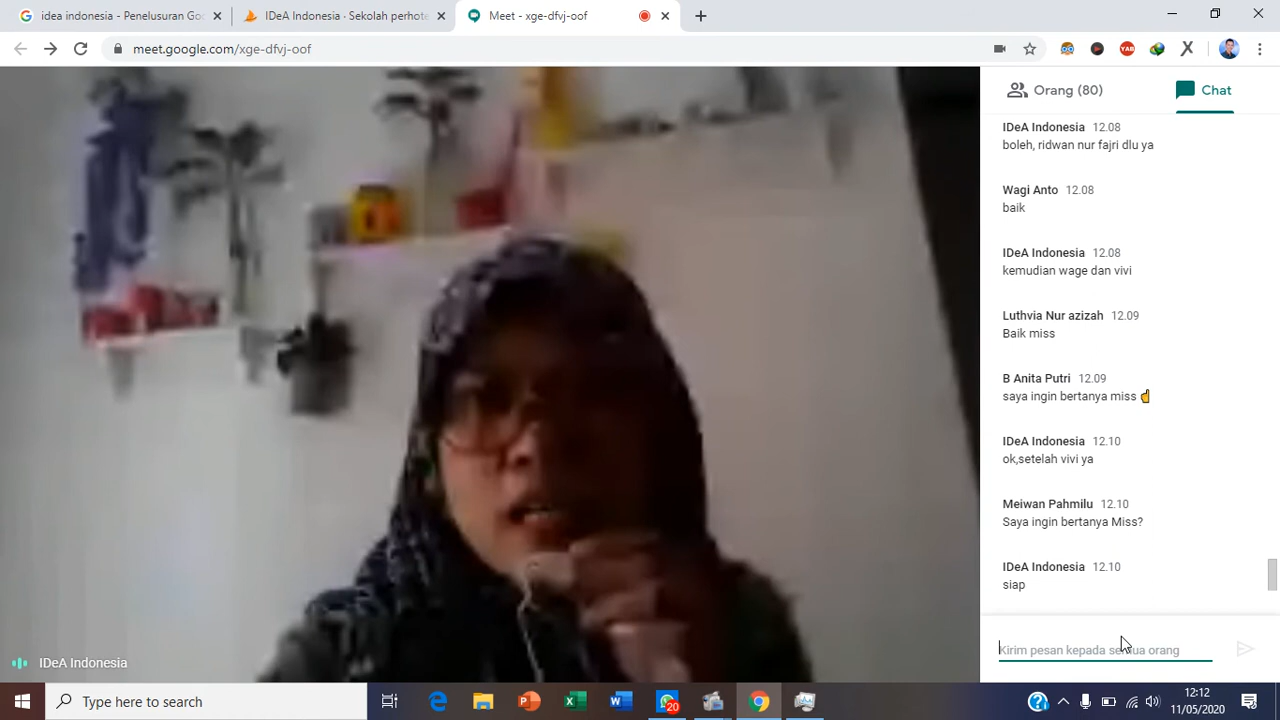 idea indonesia - Penelusuran Goo
IDeA Indonesia · Sekolah perhote
Meet - xge-dfvj-oof
meet.google.com/xge-dfvj-oof
YAB
Orang (80)
Chat
IDeA Indonesia 12.08
boleh, ridwan nur fajri dlu ya
Wagi Anto 12.08
baik
IDeA Indonesia 12.08
kemudian wage dan vivi
Luthvia Nur azizah 12.09
Baik miss
B Anita Putri 12.09
saya ingin bertanya miss ☝
IDeA Indonesia 12.10
ok,setelah vivi ya
Meiwan Pahmilu 12.10
Saya ingin bertanya Miss?
IDeA Indonesia 12.10
siap
Kirim pesan kepada semua orang
IDeA Indonesia
Type here to search
20
12:12
11/05/2020